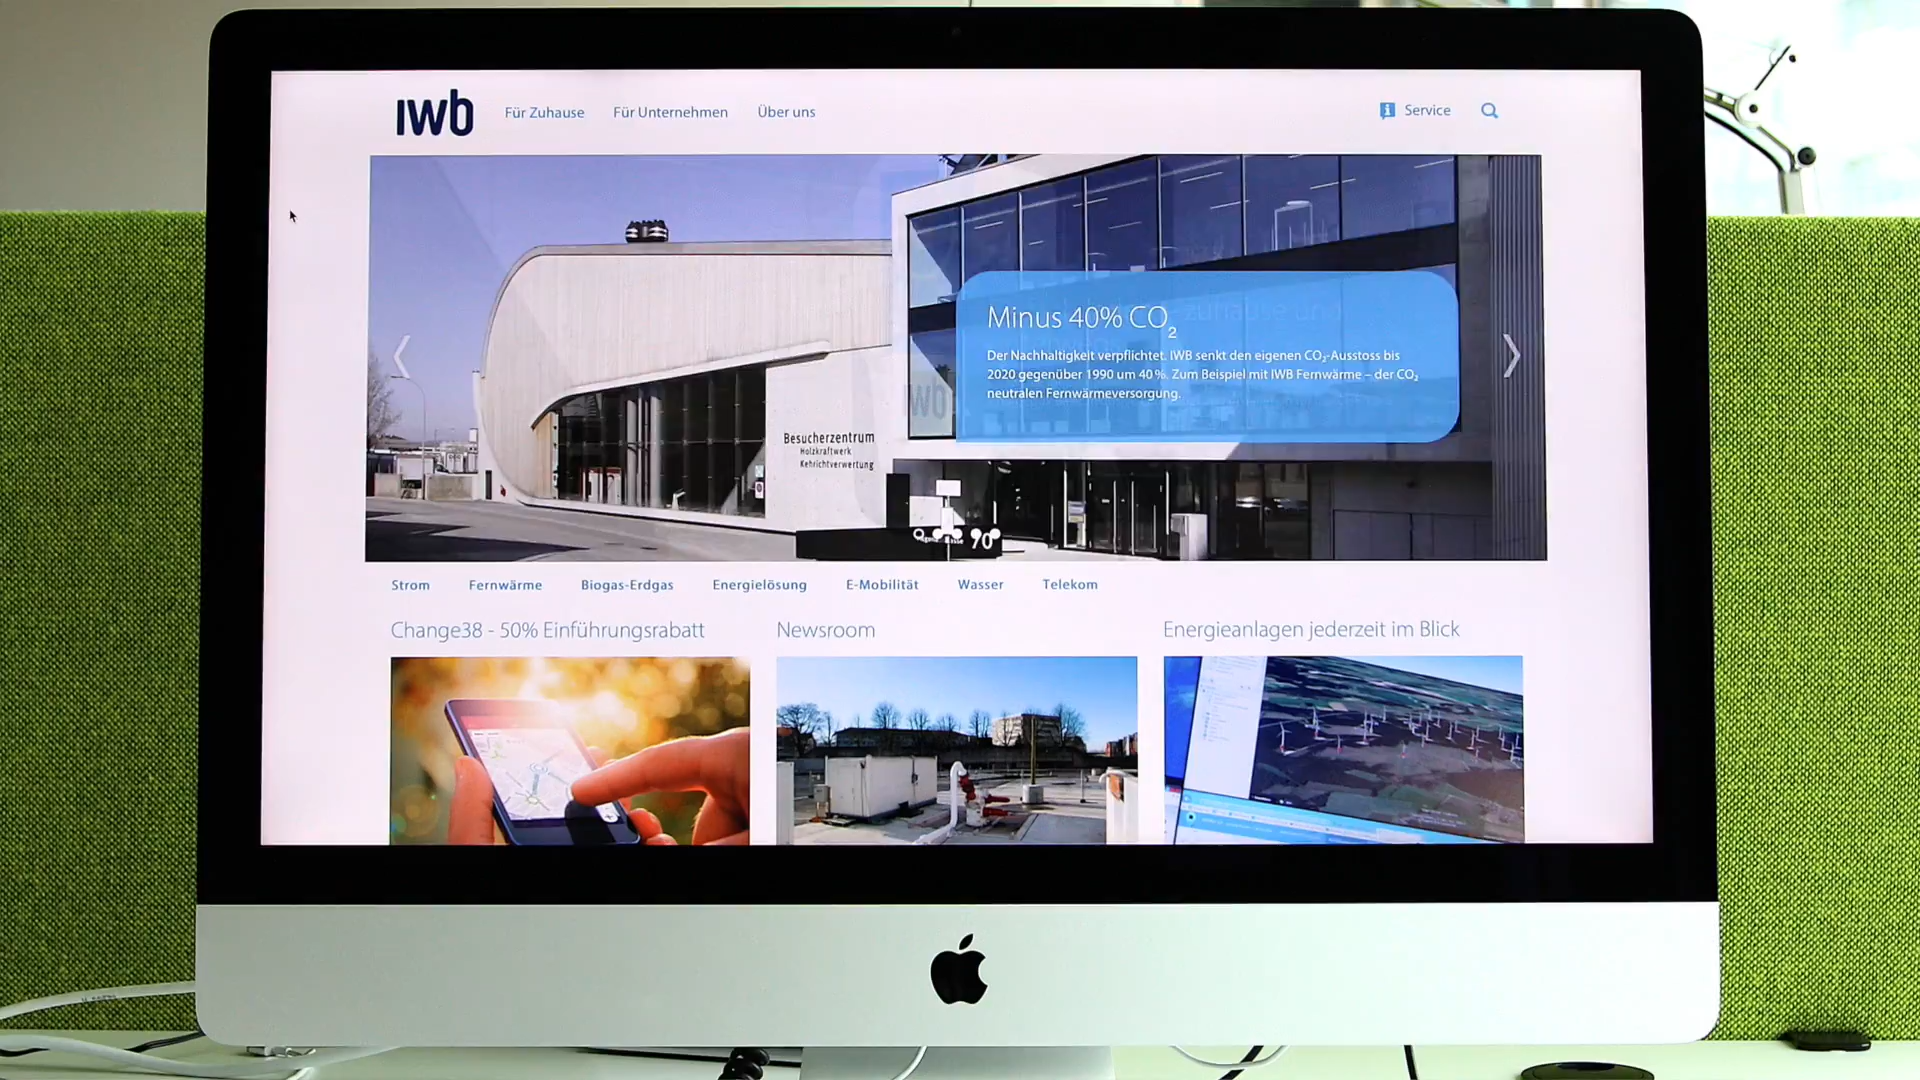 iwb
Für Zuhause Für Unternehmen Über uns
Service
Minus 40% CO₂
Der Nachhaltigkeit verpflichtet. IWB senkt den eigenen CO₂-Ausstoss bis
2020 gegenüber 1990 um 40%. Zum Beispiel mit IWB Fernwärme – der CO₂
neutralen Fernwärmeversorgung.
Besucherzentrum
Holzkraftwerk
Kehrichtverwertung
90
Strom Fernwärme Biogas-Erdgas Energielösung E-Mobilität Wasser Telekom
Change38 - 50% Einführungsrabatt
Newsroom
Energieanlagen jederzeit im Blick